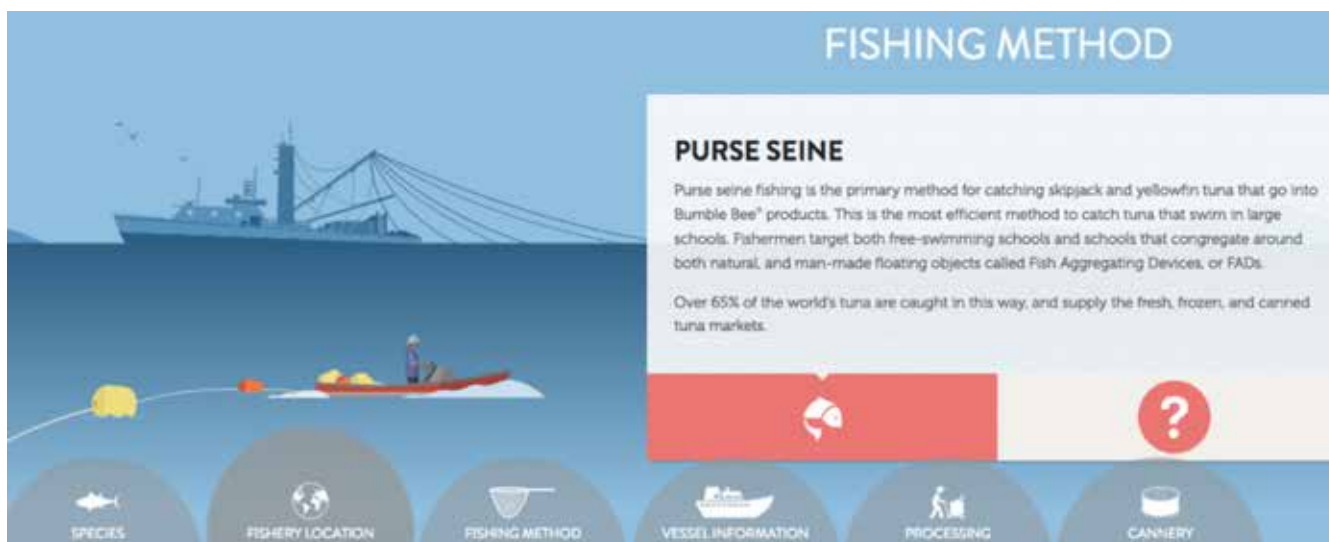 FISHING METHOD
PURSE SEINE
Purse seine fishing is the primary method for catching skipjack and yellowfin tuna that go into
Bumble Bee® products. This is the most efficient method to catch tuna that swim in large
schools. Fishermen target both free-swimming schools and schools that congregate around
both natural, and man-made floating objects called Fish Aggregating Devices, or FADs.
Over 65% of the world's tuna are caught in this way, and supply the fresh, frozen, and canned
tuna markets.
?
SPECIES
FISHERY LOCATION
FISHING METHOD
VESSEL INFORMATION
PROCESSING
CANNERY